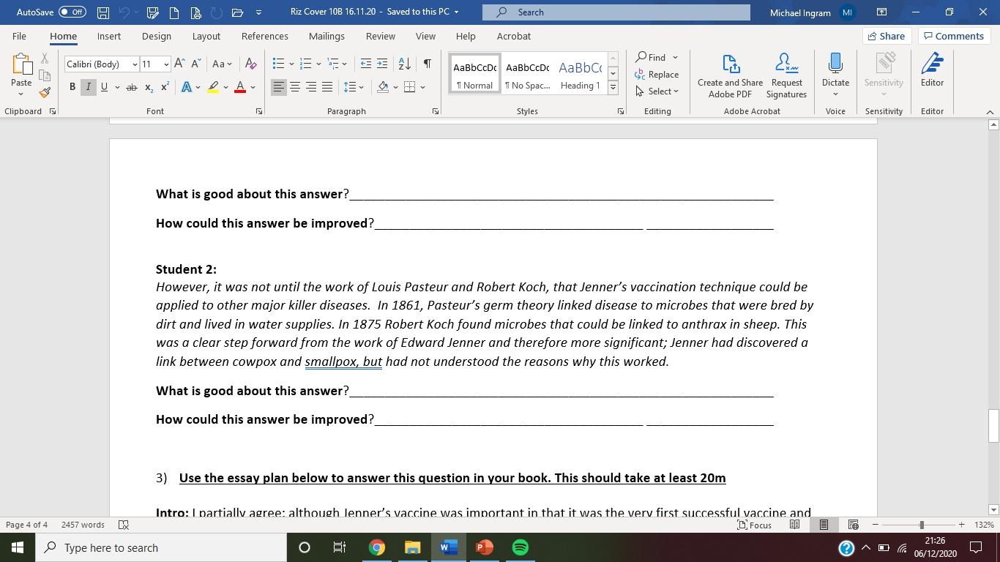 AutoSave Off Riz Cover 10B 16.11.20 - Saved to this PC Search Michael Ingram MI
File Home Insert Design Layout References Mailings Review View Help Acrobat Share Comments
Calibri (Body) 11 Aa AaBbCcDc AaBbCcDc AaBbCc Find
Paste ¶ Normal ¶ No Spac... Heading 1 Replace Create and Share Request Dictate Sensitivity Editor
B I U ab x₂ x² A A Select Adobe PDF Signatures
Clipboard Font Paragraph Styles Editing Adobe Acrobat Voice Sensitivity Editor
What is good about this answer?
How could this answer be improved?
Student 2:
However, it was not until the work of Louis Pasteur and Robert Koch, that Jenner's vaccination technique could be
applied to other major killer diseases. In 1861, Pasteur's germ theory linked disease to microbes that were bred by
dirt and lived in water supplies. In 1875 Robert Koch found microbes that could be linked to anthrax in sheep. This
was a clear step forward from the work of Edward Jenner and therefore more significant; Jenner had discovered a
link between cowpox and smallpox, but had not understood the reasons why this worked.
What is good about this answer?
How could this answer be improved?
3) Use the essay plan below to answer this question in your book. This should take at least 20m
Intro: I partially agree: although Jenner's vaccine was important in that it was the very first successful vaccine and
Page 4 of 4 2457 words Focus 132%
Type here to search 21:26
06/12/2020